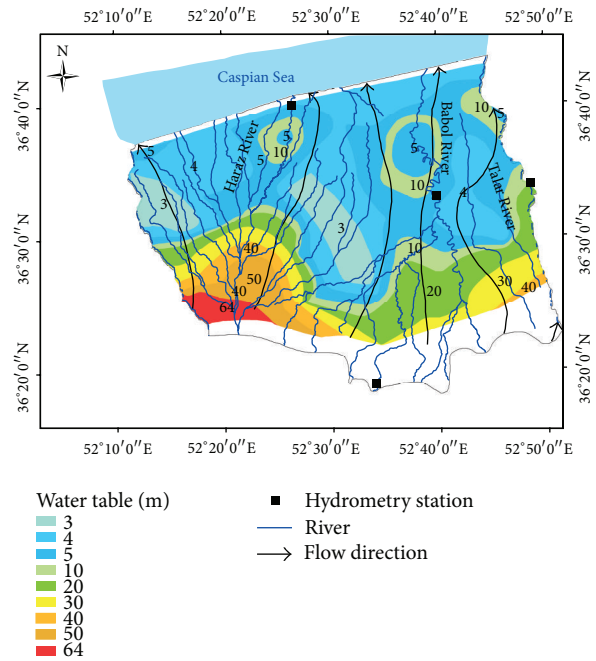 52°10′0″N 52°20′0″N 52°30′0″N 52°40′0″N 52°50′0″N
N
Caspian Sea
36°40′0″N
36°30′0″N
36°20′0″N
36°40′0″N
36°30′0″N
36°20′0″N
Haraz River
Babol River
Talar River
5
4
3
5
5
10
3
40
50
40
64
5
10
10
20
4
10
5
30
40
52°10′0″N 52°20′0″N 52°30′0″N 52°40′0″N 52°50′0″N
Water table (m)
3
4
5
10
20
30
40
50
64
Hydrometry station
River
Flow direction